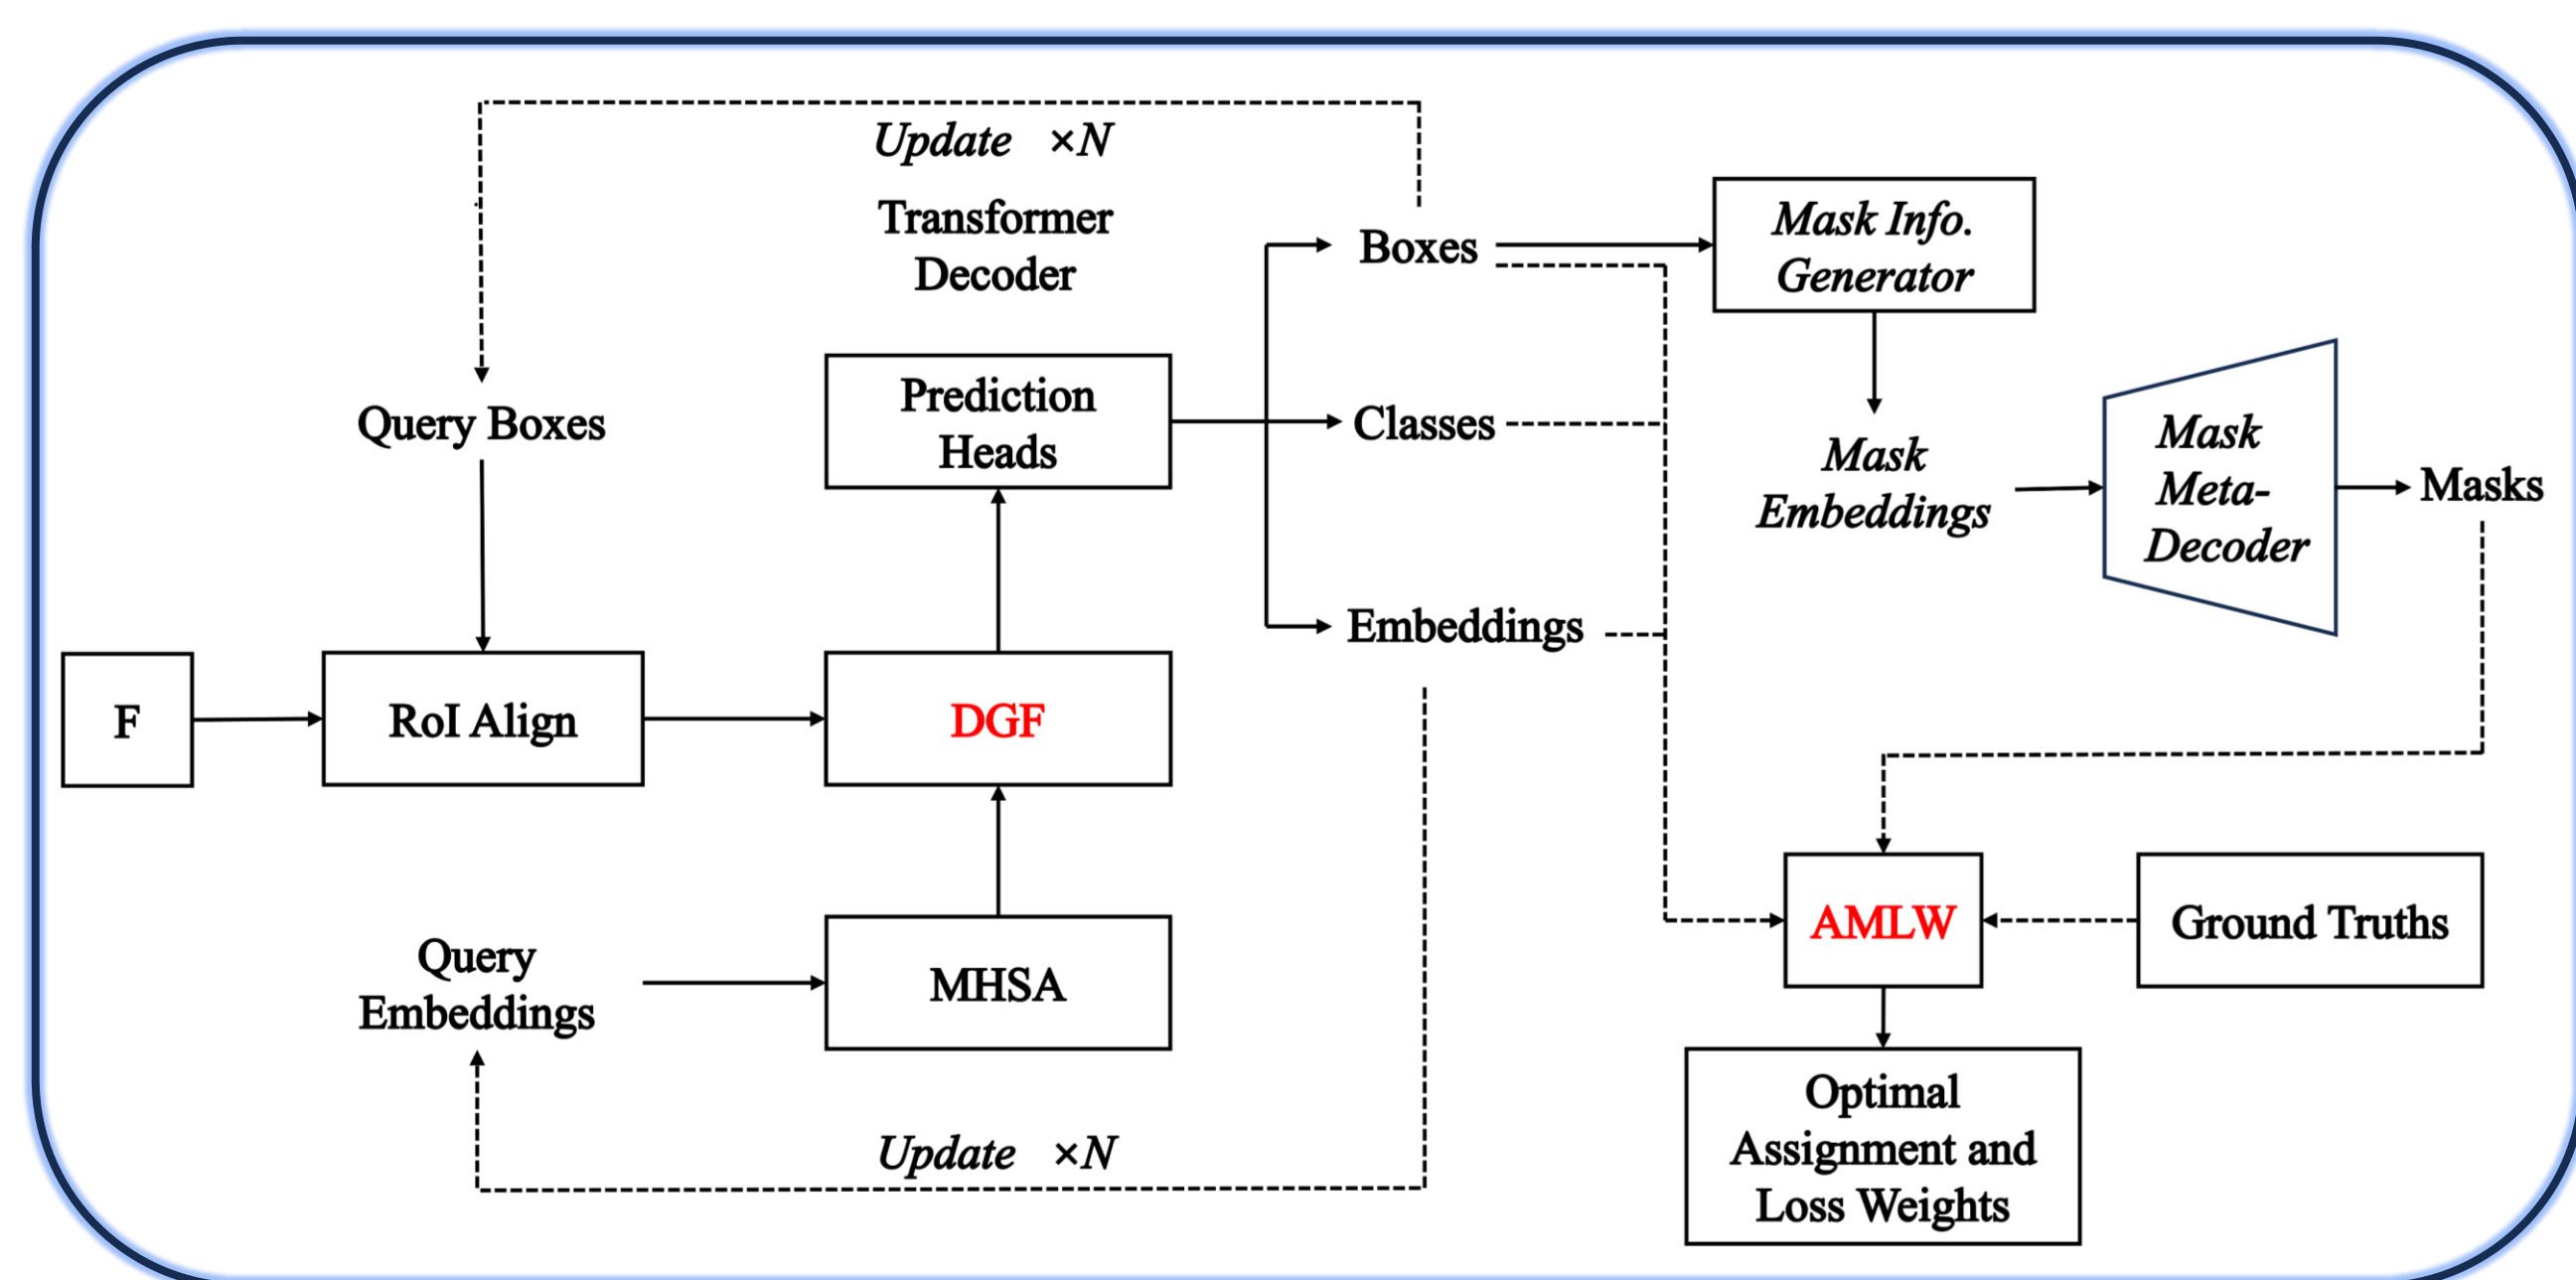 Update ×N
Transformer
Decoder
Boxes
Mask Info.
Generator
Query Boxes
Prediction
Heads
Classes
Mask
Embeddings
Mask
Meta-
Decoder
Masks
Embeddings
F
RoI Align
DGF
AMLW
Ground Truths
Query
Embeddings
MHSA
Update ×N
Optimal
Assignment and
Loss Weights